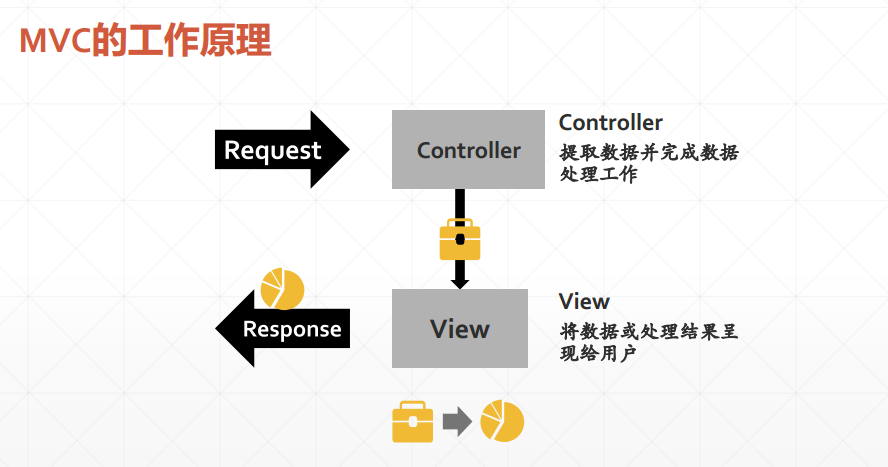 MVC的工作原理
Request
Controller
Controller
提取数据并完成数据
处理工作
Response
View
View
将数据或处理结果呈
现给用户